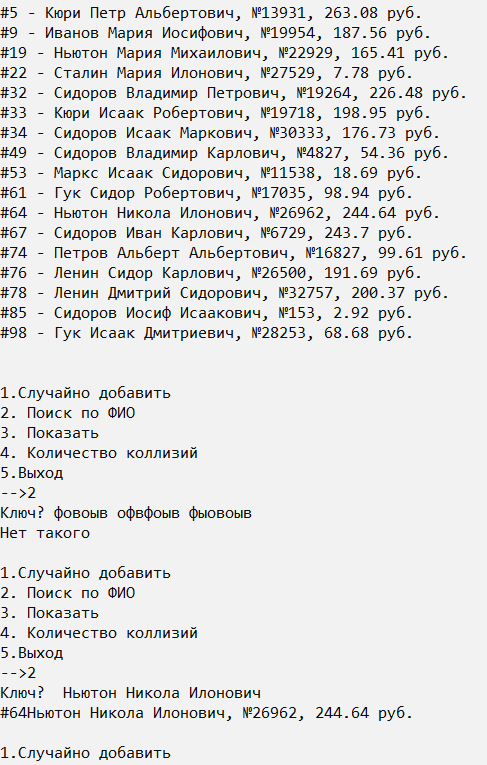 #5 - Кюри Петр Альбертович, №13931, 263.08 руб.
#9 - Иванов Мария Иосифович, №19954, 187.56 руб.
#19 - Ньютон Мария Михаилович, №22929, 165.41 руб.
#22 - Сталин Мария Илонович, №27529, 7.78 руб.
#32 - Сидоров Владимир Петрович, №19264, 226.48 руб.
#33 - Кюри Исаак Робертович, №19718, 198.95 руб.
#34 - Сидоров Исаак Маркович, №30333, 176.73 руб.
#49 - Сидоров Владимир Карлович, №4827, 54.36 руб.
#53 - Маркс Исаак Сидорович, №11538, 18.69 руб.
#61 - Гук Сидор Робертович, №17035, 98.94 руб.
#64 - Ньютон Никола Илонович, №26962, 244.64 руб.
#67 - Сидоров Иван Карлович, №6729, 243.7 руб.
#74 - Петров Альберт Альбертович, №16827, 99.61 руб.
#76 - Ленин Сидор Карлович, №26500, 191.69 руб.
#78 - Ленин Дмитрий Сидорович, №32757, 200.37 руб.
#85 - Сидоров Иосиф Исаакович, №153, 2.92 руб.
#98 - Гук Исаак Дмитриевич, №28253, 68.68 руб.
1.Случайно добавить
2. Поиск по ФИО
3. Показать
4. Количество коллизий
5.Выход
-->2
Ключ? фовоыв офвфоыв фыовоыв
Нет такого
1.Случайно добавить
2. Поиск по ФИО
3. Показать
4. Количество коллизий
5.Выход
-->2
Ключ?  Ньютон Никола Илонович
#64Ньютон Никола Илонович, №26962, 244.64 руб.
1.Случайно добавить